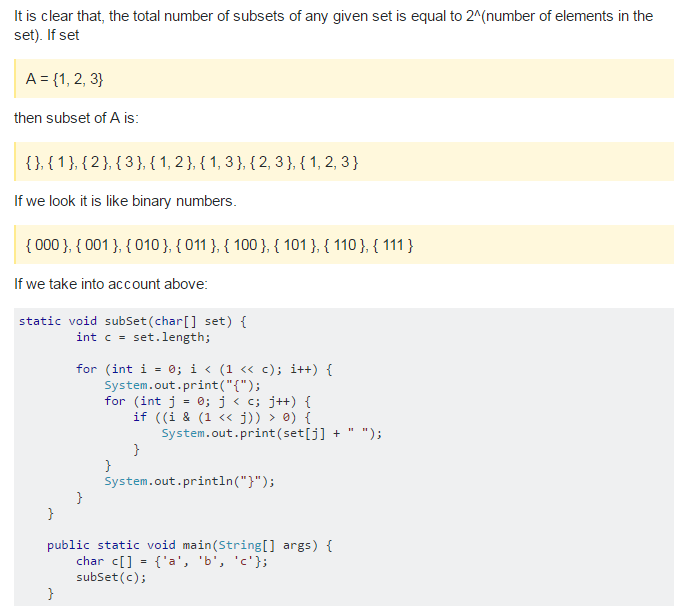 It is clear that, the total number of subsets of any given set is equal to 2^(number of elements in the
set). If set
A = {1, 2, 3}
then subset of A is:
{ }, { 1 }, { 2 }, { 3 }, { 1, 2 }, { 1, 3 }, { 2, 3 }, { 1, 2, 3 }
If we look it is like binary numbers.
{ 000 }, { 001 }, { 010 }, { 011 }, { 100 }, { 101 }, { 110 }, { 111 }
If we take into account above:
static void subSet(char[] set) {
        int c = set.length;

        for (int i = 0; i < (1 << c); i++) {
            System.out.print("{");
            for (int j = 0; j < c; j++) {
                if ((i & (1 << j)) > 0) {
                    System.out.print(set[j] + " ");
                }
            }
            System.out.println("}");
        }
    }

    public static void main(String[] args) {
        char c[] = {'a', 'b', 'c'};
        subSet(c);
    }